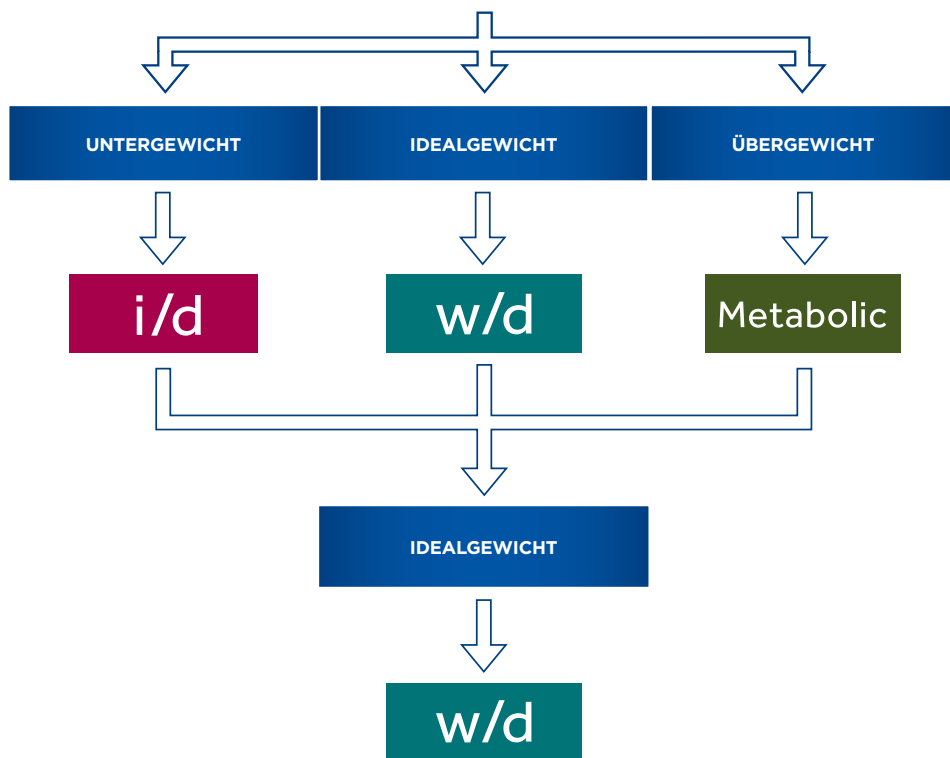 UNTERGEWICHT
IDEALGEWICHT
ÜBERGEWICHT
i/d
w/d
Metabolic
IDEALGEWICHT
w/d